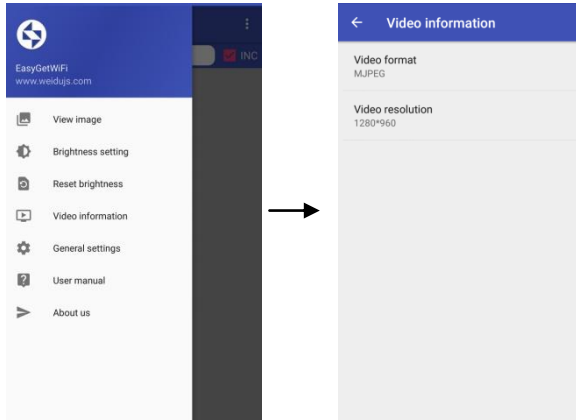 EasyGetWiFi
www.weidujs.com
INC
View image
Brightness setting
Reset brightness
Video information
General settings
User manual
About us
Video information
Video format
MJPEG
Video resolution
1280*960